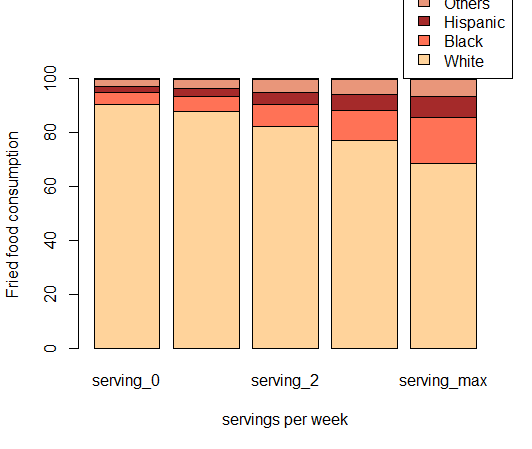 Others
Hispanic
Black
White
Fried food consumption
100
80
60
40
20
0
serving_0
serving_2
serving_max
servings per week